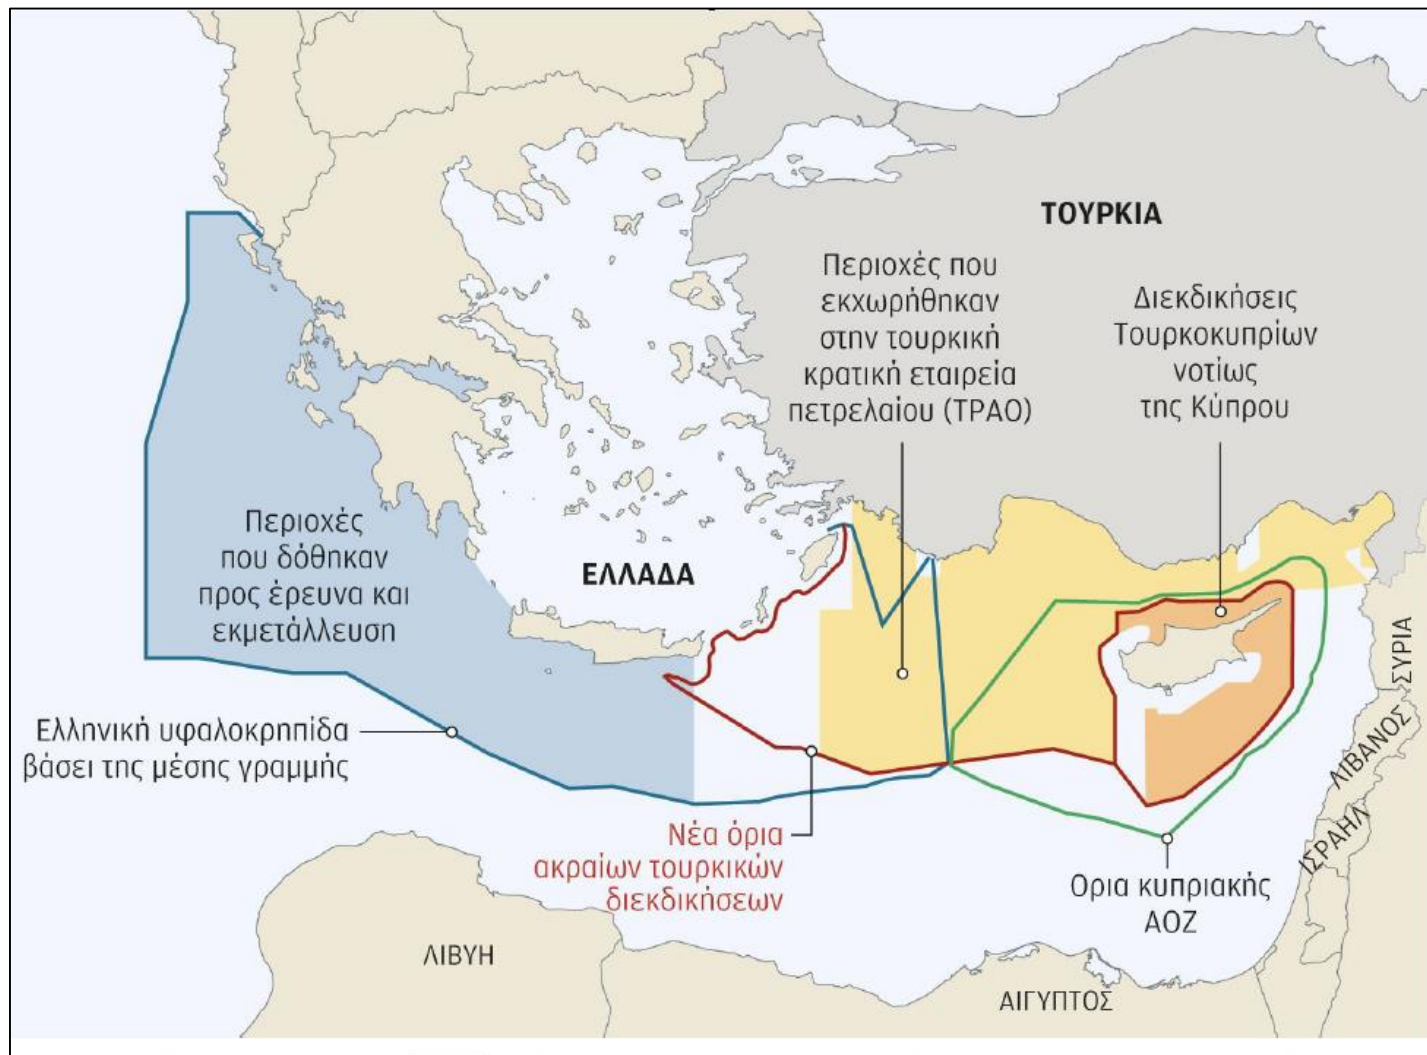 ΤΟΥΡΚΙΑ
Περιοχές που
εκχωρήθηκαν
στην τουρκική
κρατική εταιρεία
πετρελαίου (ΤΡΑΟ)
Διεκδικήσεις
Τουρκοκυπρίων
νοτίως
της Κύπρου
Περιοχές
που δόθηκαν
προς έρευνα και
εκμετάλλευση
ΕΛΛΑΔΑ
Ελληνική υφαλοκρηπίδα
βάσει της μέσης γραμμής
Νέα όρια
ακραίων τουρκικών
διεκδικήσεων
Ορια κυπριακής
ΑΟΖ
ΣΥΡΙΑ
ΛΙΒΑΝΟΣ
ΙΣΡΑΗΛ
ΛΙΒΥΗ
ΑΙΓΥΠΤΟΣ